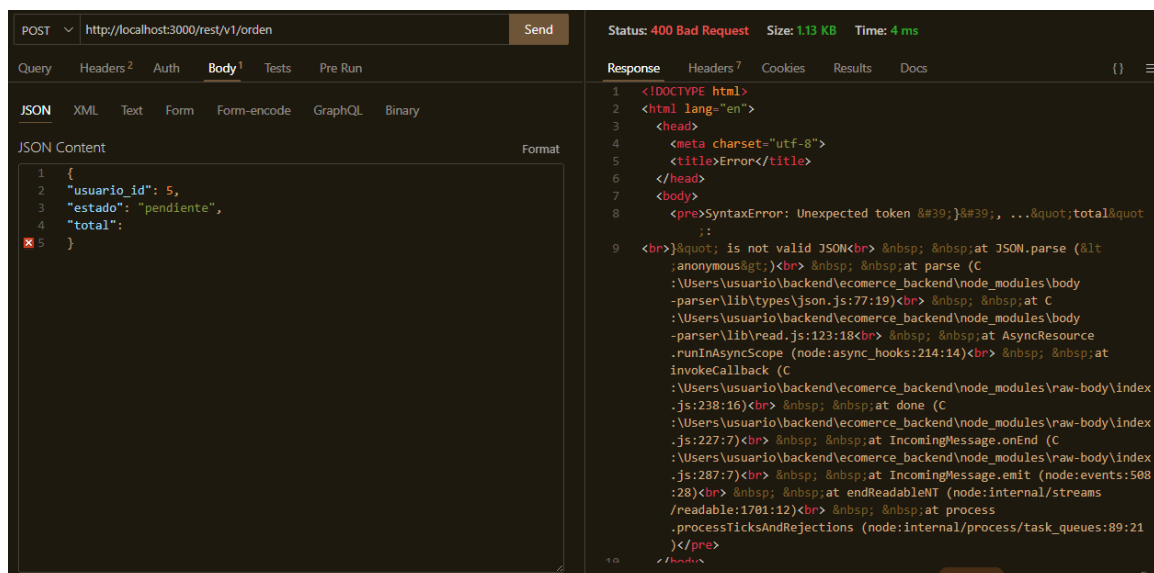 POST http://localhost:3000/rest/v1/orden Send
Query Headers 2 Auth Body 1 Tests Pre Run
JSON XML Text Form Form-encode GraphQL Binary
JSON Content Format
1 {
2 "usuario_id": 5,
3 "estado": "pendiente",
4 "total":
5 }
Status: 400 Bad Request Size: 1.13 KB Time: 4 ms
Response Headers 7 Cookies Results Docs {}
1 <!DOCTYPE html>
2 <html lang="en">
3 <head>
4 <meta charset="utf-8">
5 <title>Error</title>
6 </head>
7 <body>
8 <pre>SyntaxError: Unexpected token &#39;}&#39;, ...&quot;total&quot
;:
9 <br>}&quot; is not valid JSON<br> &nbsp; &nbsp;at JSON.parse (&lt
;anonymous&gt;)<br> &nbsp; &nbsp;at parse (C
:\Users\usuario\backend\ecomerce_backend\node_modules\body
-parser\lib\types\json.js:77:19)<br> &nbsp; &nbsp;at C
:\Users\usuario\backend\ecomerce_backend\node_modules\body
-parser\lib\read.js:123:18<br> &nbsp; &nbsp;at AsyncResource
.runInAsyncScope (node:async_hooks:214:14)<br> &nbsp; &nbsp;at
invokeCallback (C
:\Users\usuario\backend\ecomerce_backend\node_modules\raw-body\index
.js:238:16)<br> &nbsp; &nbsp;at done (C
:\Users\usuario\backend\ecomerce_backend\node_modules\raw-body\index
.js:227:7)<br> &nbsp; &nbsp;at IncomingMessage.onEnd (C
:\Users\usuario\backend\ecomerce_backend\node_modules\raw-body\index
.js:287:7)<br> &nbsp; &nbsp;at IncomingMessage.emit (node:events:508
:28)<br> &nbsp; &nbsp;at endReadableNT (node:internal/streams
/readable:1701:12)<br> &nbsp; &nbsp;at process
.processTicksAndRejections (node:internal/process/task_queues:89:21
)</pre>
10 </body>